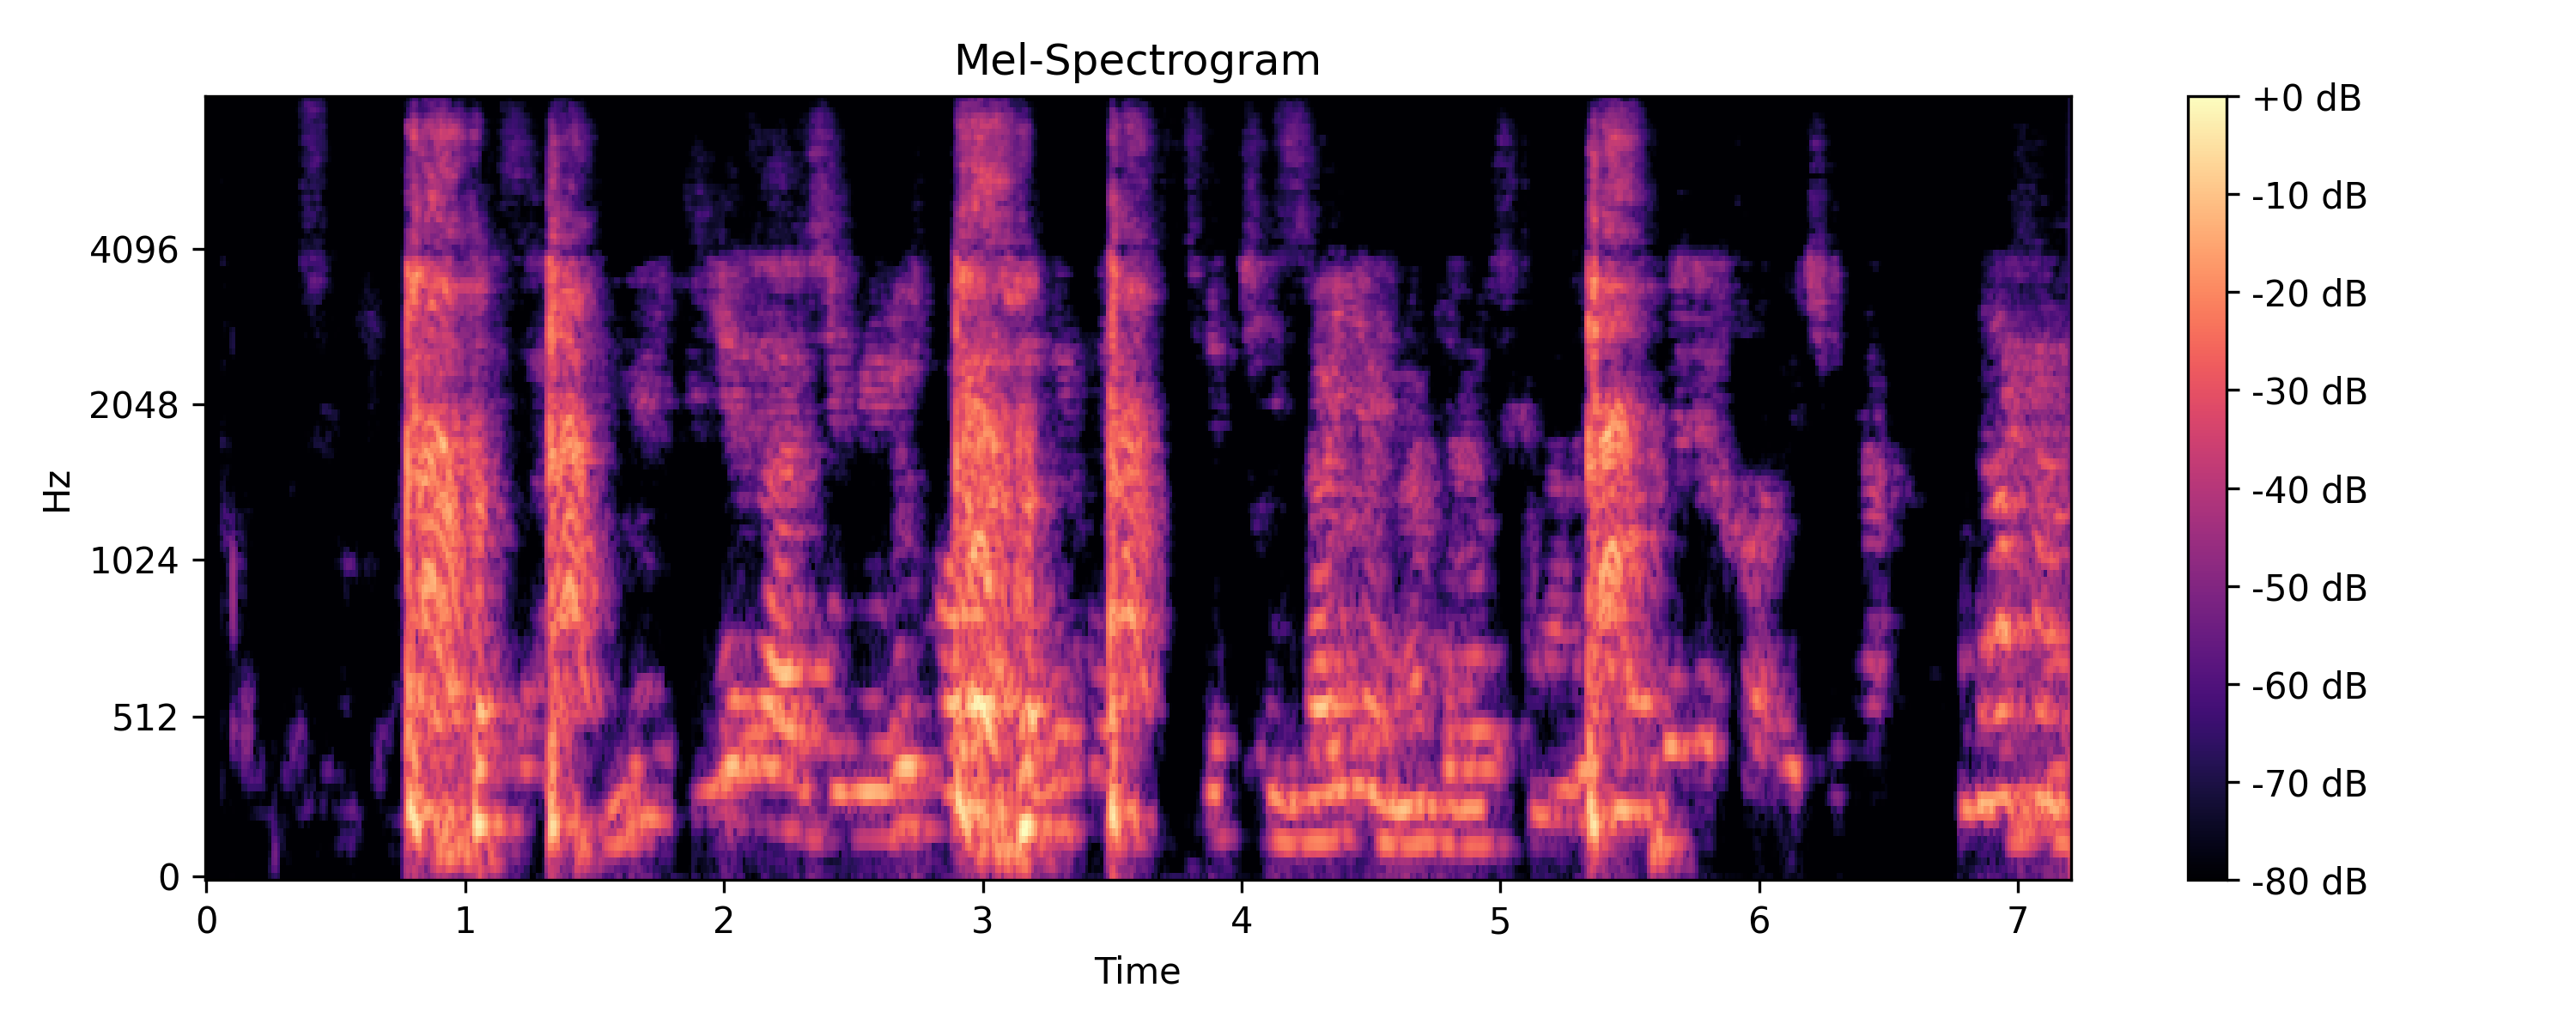 Mel-Spectrogram
Hz
4096
2048
1024
512
0
0 1 2 3 4 5 6 7
Time
+0 dB
-10 dB
-20 dB
-30 dB
-40 dB
-50 dB
-60 dB
-70 dB
-80 dB